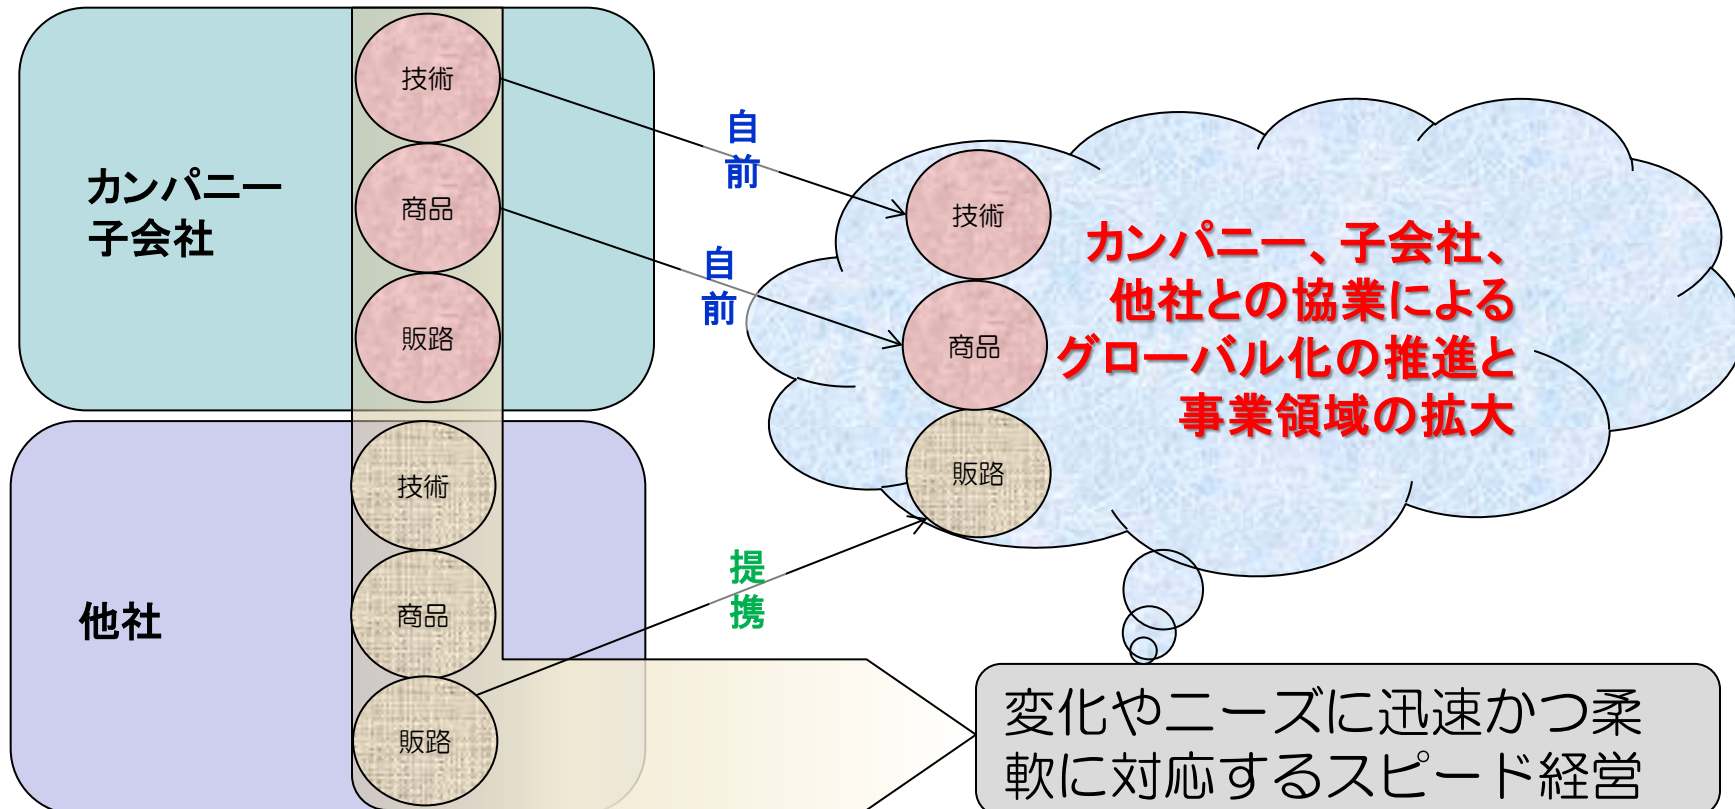 カンパニー
子会社
技術
商品
販路
他社
技術
商品
販路
自
前
自
前
提
携
技術
商品
販路
カンパニー、子会社、
他社との協業による
グローバル化の推進と
事業領域の拡大
変化やニーズに迅速かつ柔
軟に対応するスピード経営